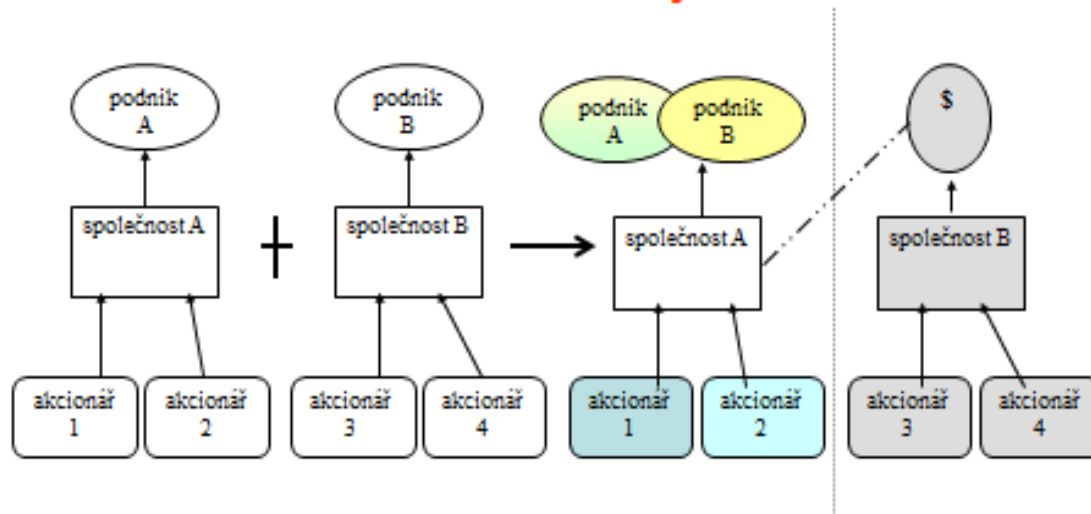 podnik
A
podnik
B
podnik
A
podnik
B
$
společnost A
společnost B
společnost A
společnost B
akcionář
1
akcionář
2
akcionář
3
akcionář
4
akcionář
1
akcionář
2
akcionář
3
akcionář
4